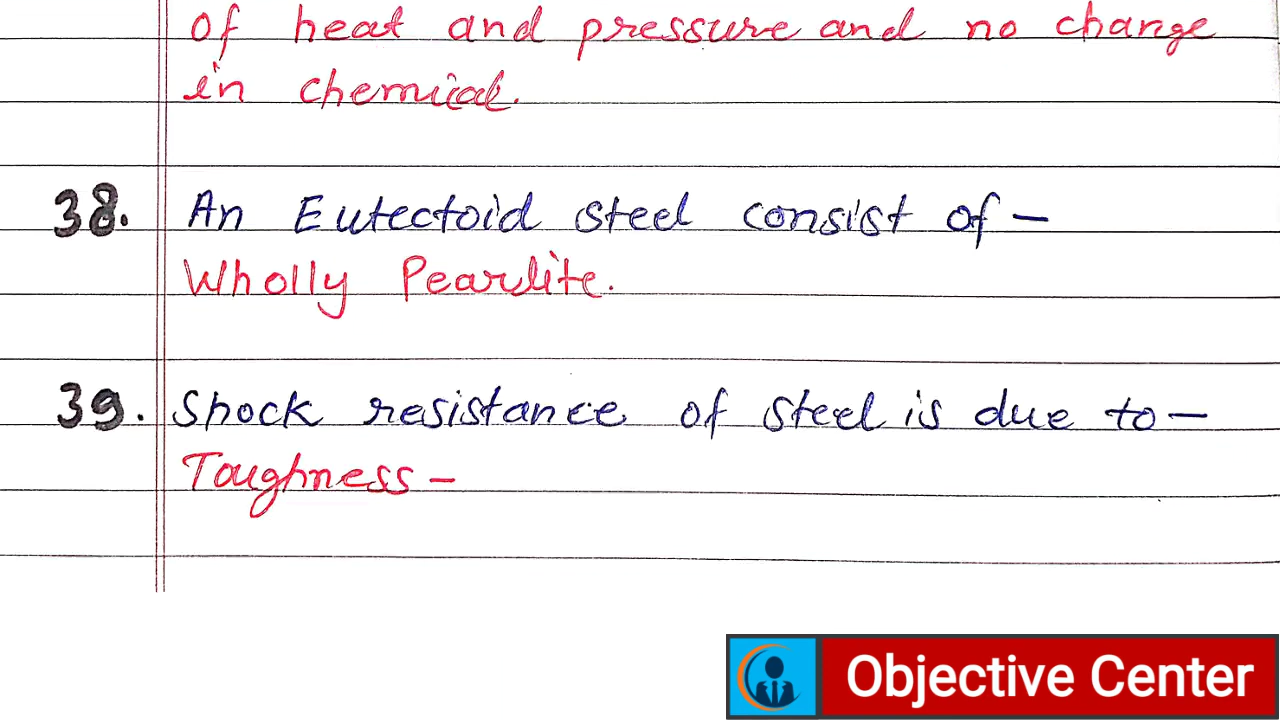 of heat and pressure and no change
in chemical.
38. An Eutectoid steel consist of -
Wholly Pearlite.
39. Shock resistance of steel is due to -
Toughness -
Objective Center